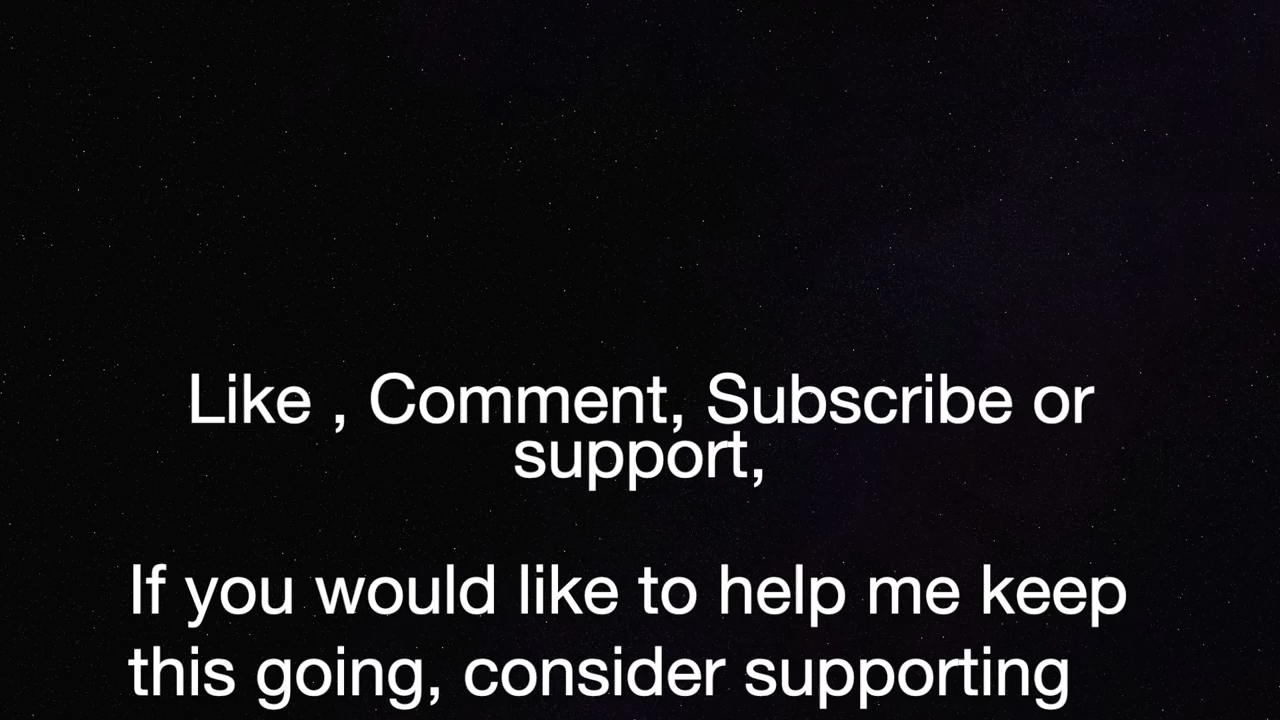 Like , Comment, Subscribe or
support,
If you would like to help me keep
this going, consider supporting